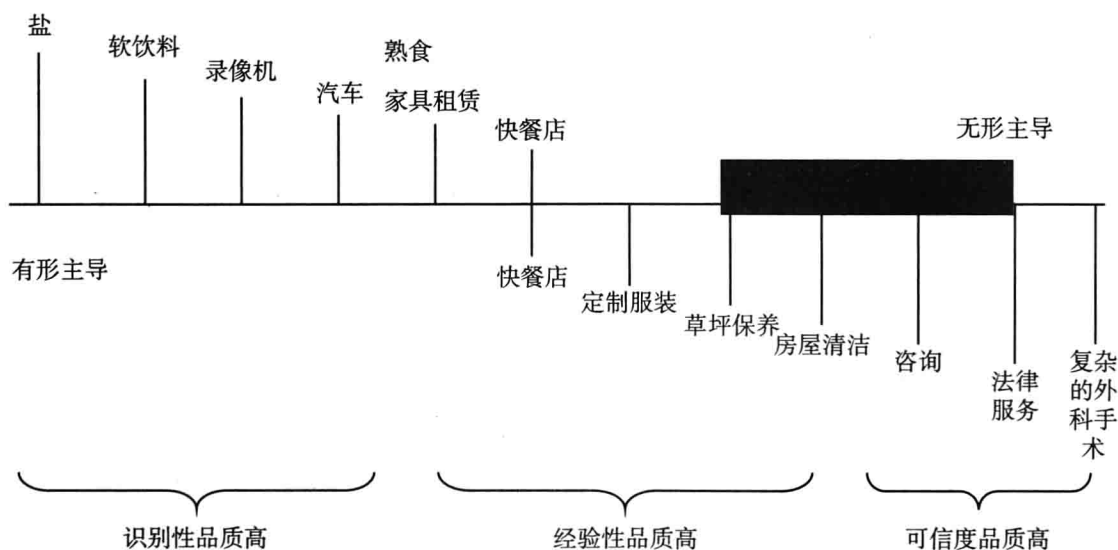 盐
软饮料
录像机
汽车
熟食
家具租赁
快餐店
无形主导
有形主导
快餐店
定制服装
草坪保养
房屋清洁
咨询
法律
服务
复杂
的外
科手
术
识别性品质高
经验性品质高
可信度品质高